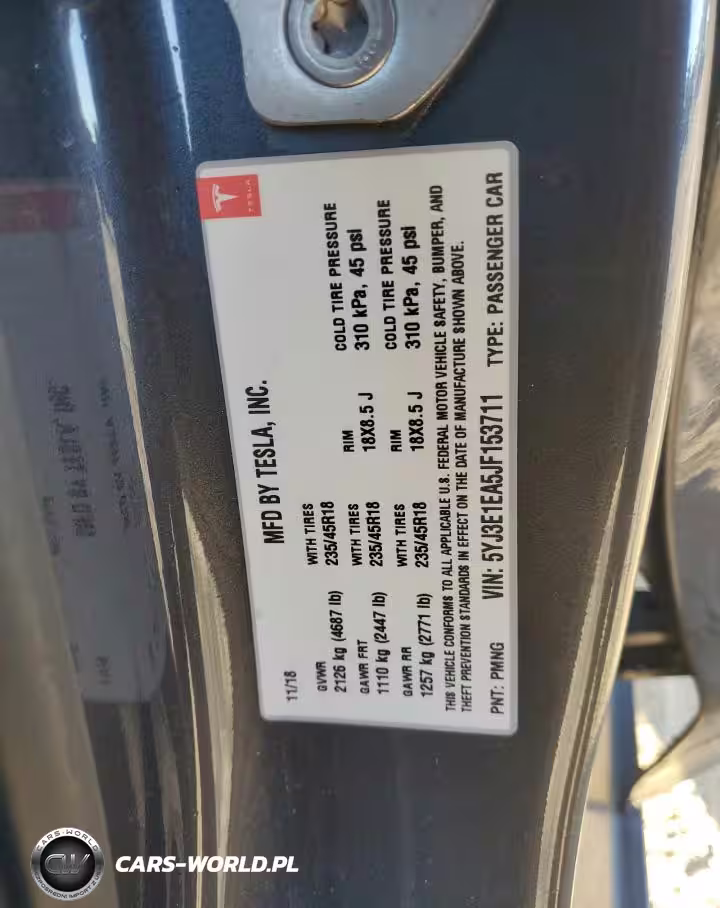 TESLA
MFD BY TESLA, INC.
11/18
GVWR WITH TIRES RIM COLD TIRE PRESSURE
2126 kg (4687 lb) 235/45R18 18X8.5 J 310 kPa, 45 psi
GAWR FRT WITH TIRES RIM COLD TIRE PRESSURE
1110 kg (2447 lb) 235/45R18 18X8.5 J 310 kPa, 45 psi
GAWR RR WITH TIRES
1257 kg (2771 lb) 235/45R18
THIS VEHICLE CONFORMS TO ALL APPLICABLE U.S. FEDERAL MOTOR VEHICLE SAFETY, BUMPER, AND
THEFT PREVENTION STANDARDS IN EFFECT ON THE DATE OF MANUFACTURE SHOWN ABOVE.
PNT: PMNG VIN: 5YJ3E1EA5JF153711 TYPE: PASSENGER CAR
CARS-WORLD
CW
CARS-WORLD.PL